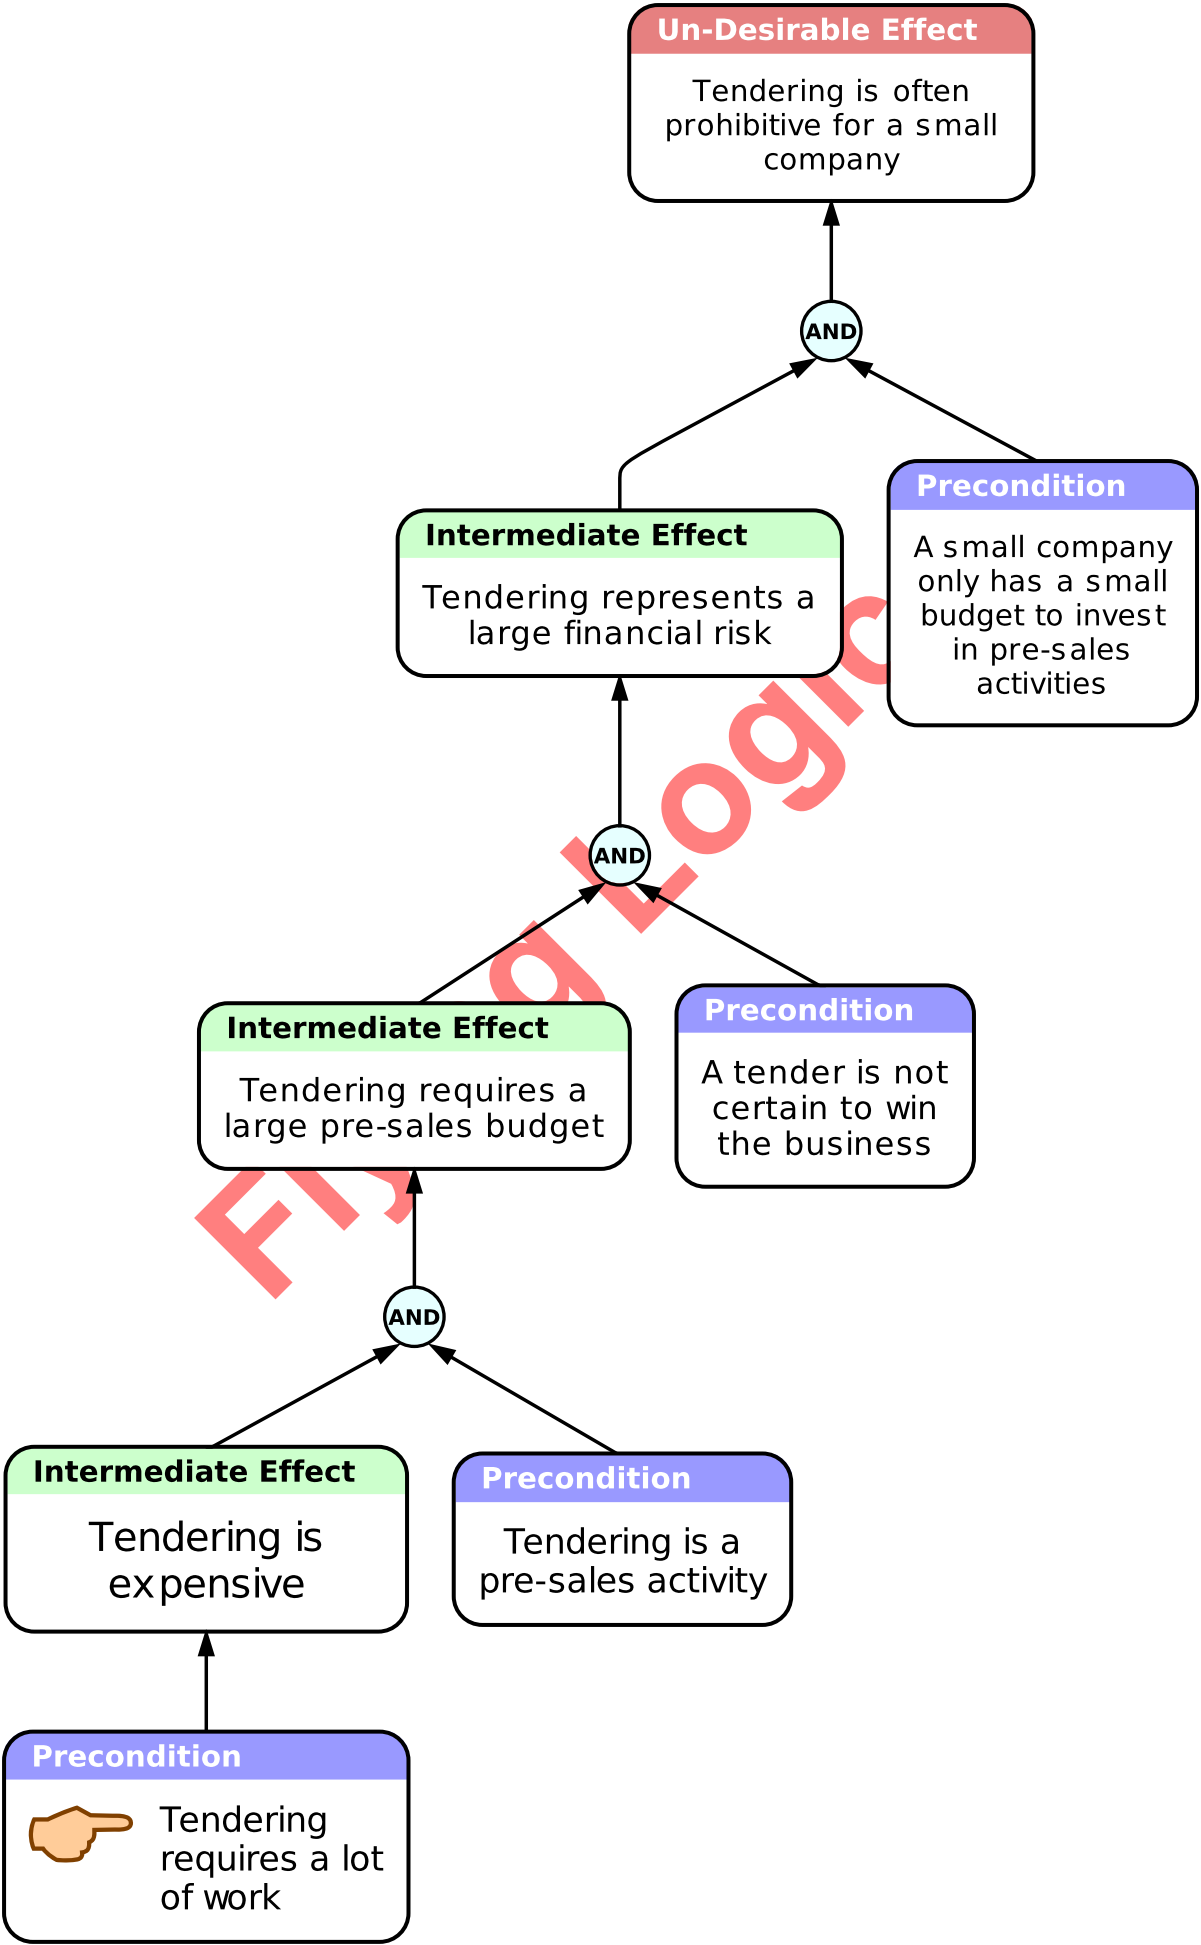 Un-Desirable Effect
Tendering is often
prohibitive for a small
company
AND
Precondition
A small company
only has a small
budget to invest
in pre-sales
activities
Intermediate Effect
Tendering represents a
large financial risk
AND
Precondition
A tender is not
certain to win
the business
Intermediate Effect
Tendering requires a
large pre-sales budget
AND
Intermediate Effect
Tendering is
expensive
Precondition
Tendering is a
pre-sales activity
Precondition
Tendering
requires a lot
of work
Flying Logic